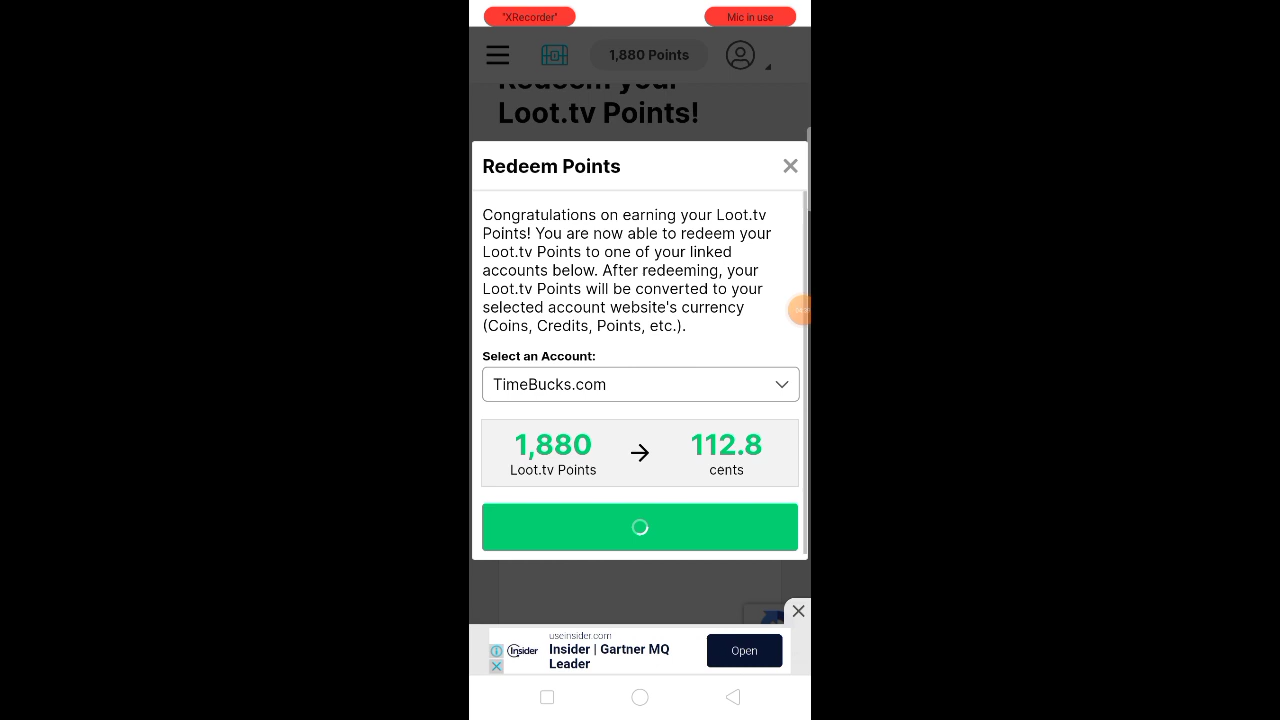 "XRecorder"
Mic in use
1,880 Points
Redeem your
Loot.tv Points!
Redeem Points
Congratulations on earning your Loot.tv
Points! You are now able to redeem your
Loot.tv Points to one of your linked
accounts below. After redeeming, your
Loot.tv Points will be converted to your
selected account website's currency
(Coins, Credits, Points, etc.).
Select an Account:
TimeBucks.com
1,880
Loot.tv Points
112.8
cents
useinsider.com
Insider
Insider | Gartner MQ
Leader
Open